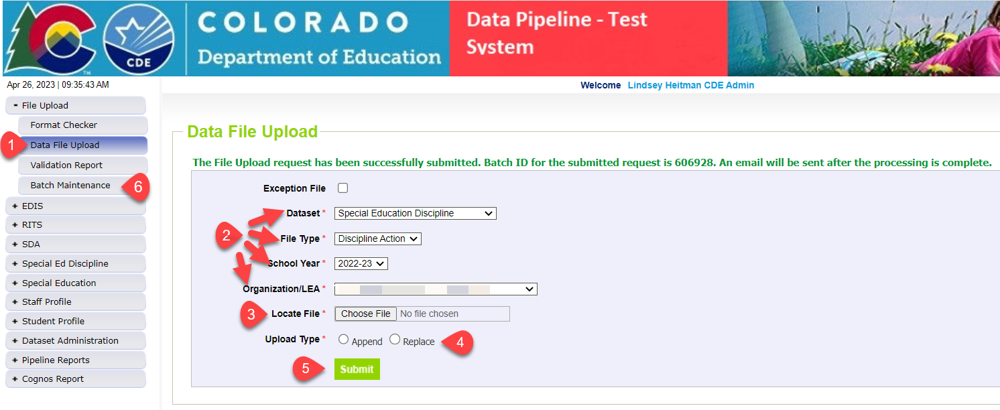 COLORADO
Department of Education
CDE
TM
Data Pipeline - Test
System
Apr 26, 2023 | 09:35:43 AM
Welcome Lindsey Heitman CDE Admin
- File Upload
Format Checker
1 Data File Upload
Validation Report
Batch Maintenance 6
+ EDIS
+ RITS
+ SDA
+ Special Ed Discipline
+ Special Education
+ Staff Profile
+ Student Profile
+ Dataset Administration
+ Pipeline Reports
+ Cognos Report
Data File Upload
The File Upload request has been successfully submitted. Batch ID for the submitted request is 606928. An email will be sent after the processing is complete.
Exception File
Dataset * Special Education Discipline
2 File Type * Discipline Action
School Year * 2022-23
Organization/LEA *
3 Locate File * Choose File No file chosen
Upload Type * Append Replace 4
5 Submit